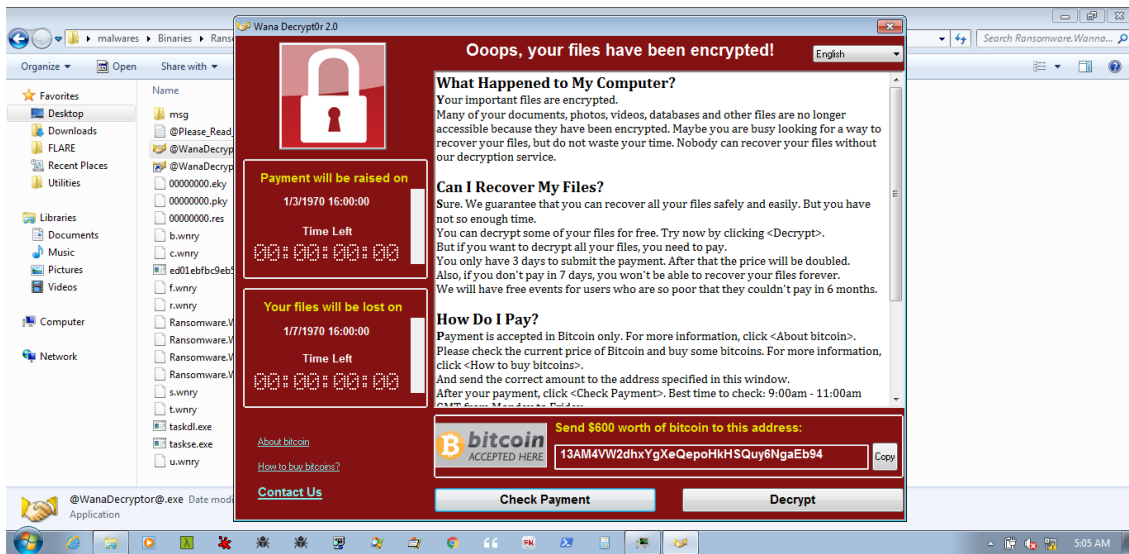 Wana Decrypt0r 2.0
malwares
Binaries
Search Ransomware.Wanna...
Organize
Open
Share with
Favorites
Desktop
Downloads
FLARE
Recent Places
Utilities
Libraries
Documents
Music
Pictures
Videos
Computer
Network
Name
msg
@Please_Read_
@WanaDecryp
@WanaDecryp
00000000.eky
00000000.pky
00000000.res
b.wnry
c.wnry
ed01ebfbc9eb5
f.wnry
r.wnry
Ransomware.W
Ransomware.W
Ransomware.W
Ransomware.W
s.wnry
t.wnry
taskdl.exe
taskse.exe
u.wnry
Ooops, your files have been encrypted!
English
Payment will be raised on
1/3/1970 16:00:00
Time Left
00:00:00:00
Your files will be lost on
1/7/1970 16:00:00
Time Left
00:00:00:00
About bitcoin
How to buy bitcoins?
Contact Us
What Happened to My Computer?
Your important files are encrypted.
Many of your documents, photos, videos, databases and other files are no longer
accessible because they have been encrypted. Maybe you are busy looking for a way to
recover your files, but do not waste your time. Nobody can recover your files without
our decryption service.
Can I Recover My Files?
Sure. We guarantee that you can recover all your files safely and easily. But you have
not so enough time.
You can decrypt some of your files for free. Try now by clicking <Decrypt>.
But if you want to decrypt all your files, you need to pay.
You only have 3 days to submit the payment. After that the price will be doubled.
Also, if you don't pay in 7 days, you won't be able to recover your files forever.
We will have free events for users who are so poor that they couldn't pay in 6 months.
How Do I Pay?
Payment is accepted in Bitcoin only. For more information, click <About bitcoin>.
Please check the current price of Bitcoin and buy some bitcoins. For more information,
click <How to buy bitcoins>.
And send the correct amount to the address specified in this window.
After your payment, click <Check Payment>. Best time to check: 9:00am - 11:00am
GMT from Monday to Friday
bitcoin
ACCEPTED HERE
Send $600 worth of bitcoin to this address:
13AM4VW2dhxYgXeQepoHkHSQuy6NgaEb94
Copy
Check Payment
Decrypt
@WanaDecryptor@.exe Date modi
Application
5:05 AM